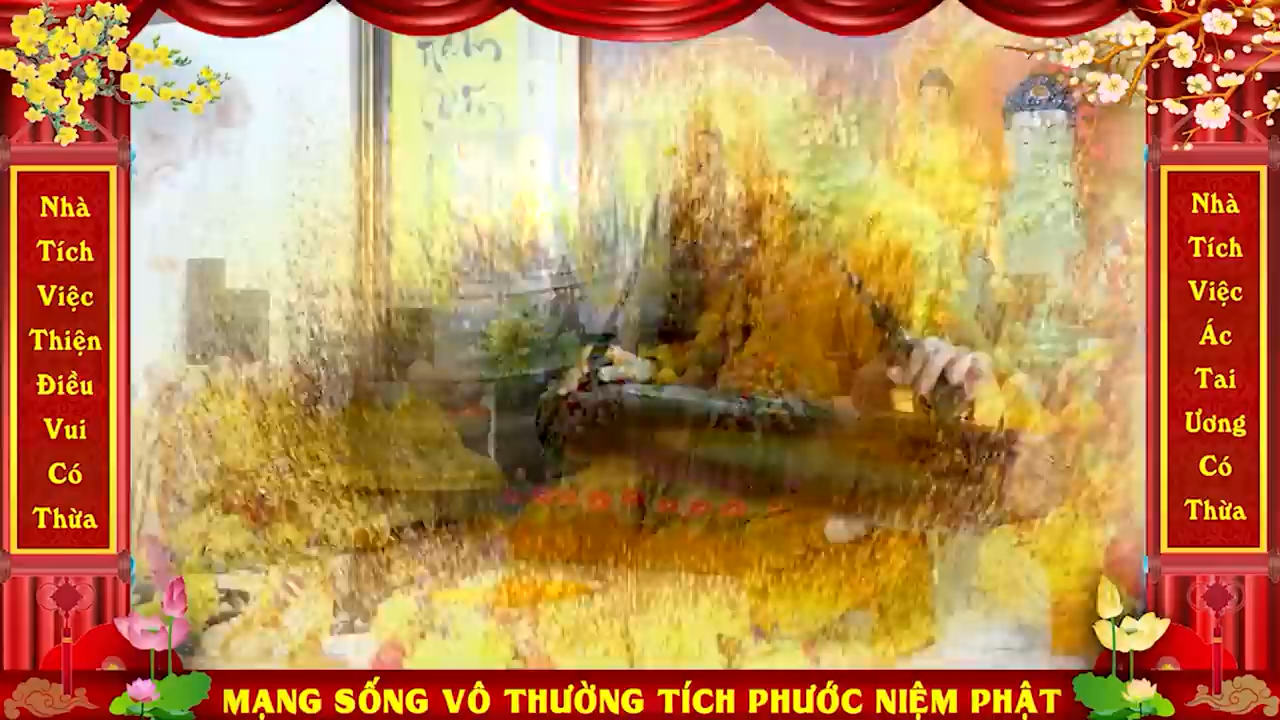 Nhà
Tích
Việc
Thiện
Điều
Vui
Có
Thừa
Nhà
Tích
Việc
Ác
Tai
Ương
Có
Thừa
MẠNG SỐNG VÔ THƯỜNG TÍCH PHƯỚC NIỆM PHẬT